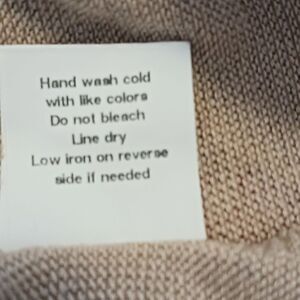 Hand wash cold
with like colors
Do not bleach
Line dry
Low iron on reverse
side if needed